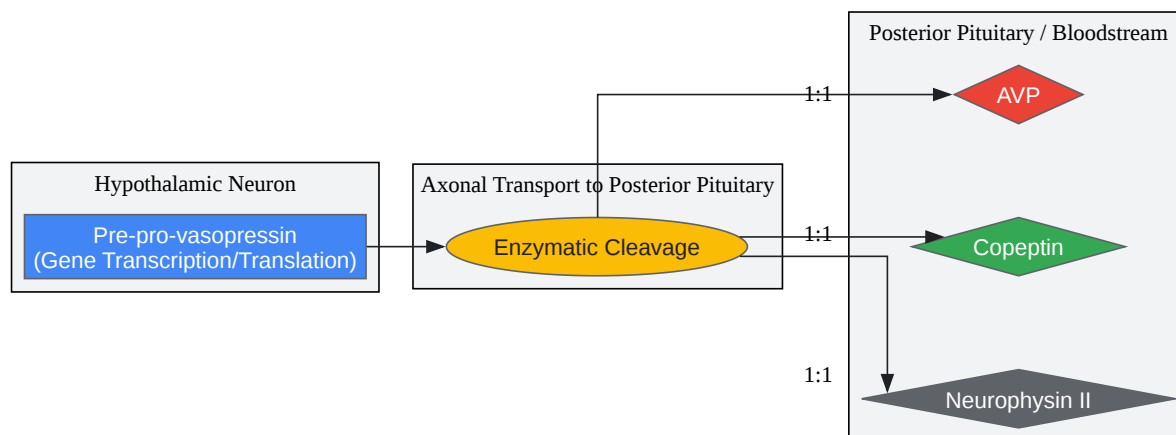 Posterior Pituitary / Bloodstream
1:1
AVP
Hypothalamic Neuron
Axonal Transport to Posterior Pituitary
Pre-pro-vasopressin
(Gene Transcription/Translation)
Enzymatic Cleavage
1:1
Copeptin
1:1
Neurophysin II